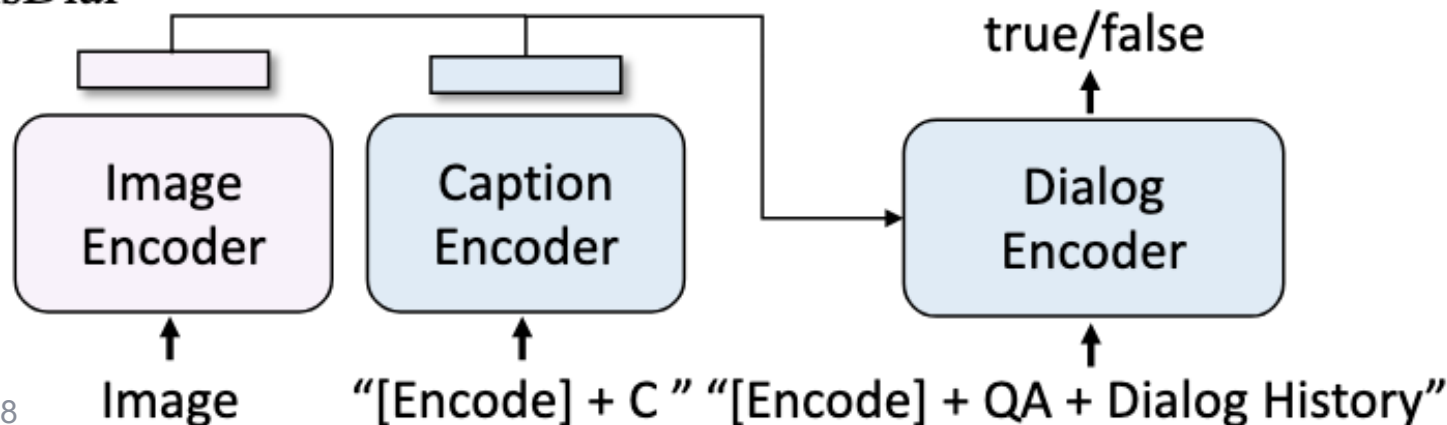 true/false
Image
Encoder
Caption
Encoder
Dialog
Encoder
Image
“[Encode] + C ”
“[Encode] + QA + Dialog History”
8